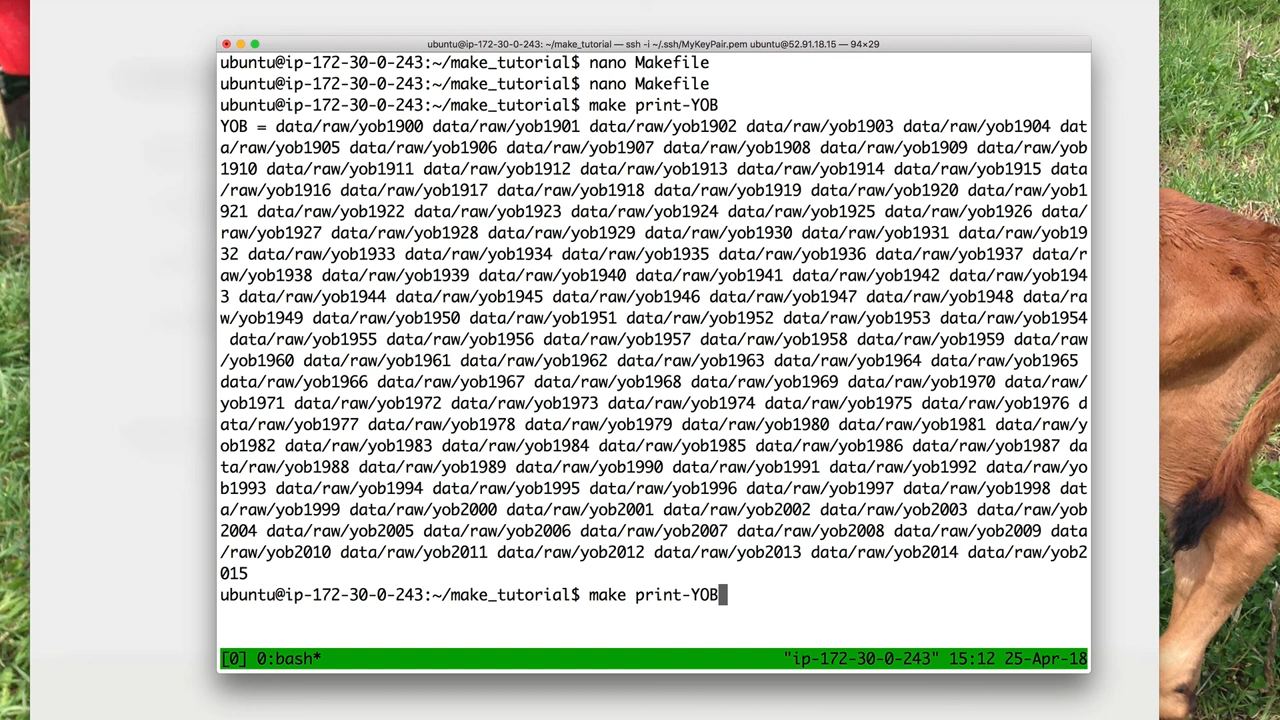 ubuntu@ip-172-30-0-243: ~/make_tutorial — ssh -i ~/.ssh/MyKeyPair.pem ubuntu@52.91.18.15 — 94×29
ubuntu@ip-172-30-0-243:~/make_tutorial$ nano Makefile
ubuntu@ip-172-30-0-243:~/make_tutorial$ nano Makefile
ubuntu@ip-172-30-0-243:~/make_tutorial$ make print-YOB
YOB = data/raw/yob1900 data/raw/yob1901 data/raw/yob1902 data/raw/yob1903 data/raw/yob1904 dat
a/raw/yob1905 data/raw/yob1906 data/raw/yob1907 data/raw/yob1908 data/raw/yob1909 data/raw/yob
1910 data/raw/yob1911 data/raw/yob1912 data/raw/yob1913 data/raw/yob1914 data/raw/yob1915 data
/raw/yob1916 data/raw/yob1917 data/raw/yob1918 data/raw/yob1919 data/raw/yob1920 data/raw/yob1
921 data/raw/yob1922 data/raw/yob1923 data/raw/yob1924 data/raw/yob1925 data/raw/yob1926 data/
raw/yob1927 data/raw/yob1928 data/raw/yob1929 data/raw/yob1930 data/raw/yob1931 data/raw/yob19
32 data/raw/yob1933 data/raw/yob1934 data/raw/yob1935 data/raw/yob1936 data/raw/yob1937 data/r
aw/yob1938 data/raw/yob1939 data/raw/yob1940 data/raw/yob1941 data/raw/yob1942 data/raw/yob194
3 data/raw/yob1944 data/raw/yob1945 data/raw/yob1946 data/raw/yob1947 data/raw/yob1948 data/ra
w/yob1949 data/raw/yob1950 data/raw/yob1951 data/raw/yob1952 data/raw/yob1953 data/raw/yob1954
 data/raw/yob1955 data/raw/yob1956 data/raw/yob1957 data/raw/yob1958 data/raw/yob1959 data/raw
/yob1960 data/raw/yob1961 data/raw/yob1962 data/raw/yob1963 data/raw/yob1964 data/raw/yob1965
data/raw/yob1966 data/raw/yob1967 data/raw/yob1968 data/raw/yob1969 data/raw/yob1970 data/raw/
yob1971 data/raw/yob1972 data/raw/yob1973 data/raw/yob1974 data/raw/yob1975 data/raw/yob1976 d
ata/raw/yob1977 data/raw/yob1978 data/raw/yob1979 data/raw/yob1980 data/raw/yob1981 data/raw/y
ob1982 data/raw/yob1983 data/raw/yob1984 data/raw/yob1985 data/raw/yob1986 data/raw/yob1987 da
ta/raw/yob1988 data/raw/yob1989 data/raw/yob1990 data/raw/yob1991 data/raw/yob1992 data/raw/yo
b1993 data/raw/yob1994 data/raw/yob1995 data/raw/yob1996 data/raw/yob1997 data/raw/yob1998 dat
a/raw/yob1999 data/raw/yob2000 data/raw/yob2001 data/raw/yob2002 data/raw/yob2003 data/raw/yob
2004 data/raw/yob2005 data/raw/yob2006 data/raw/yob2007 data/raw/yob2008 data/raw/yob2009 data
/raw/yob2010 data/raw/yob2011 data/raw/yob2012 data/raw/yob2013 data/raw/yob2014 data/raw/yob2
015
ubuntu@ip-172-30-0-243:~/make_tutorial$ make print-YOB
[0] 0:bash* "ip-172-30-0-243" 15:12 25-Apr-18